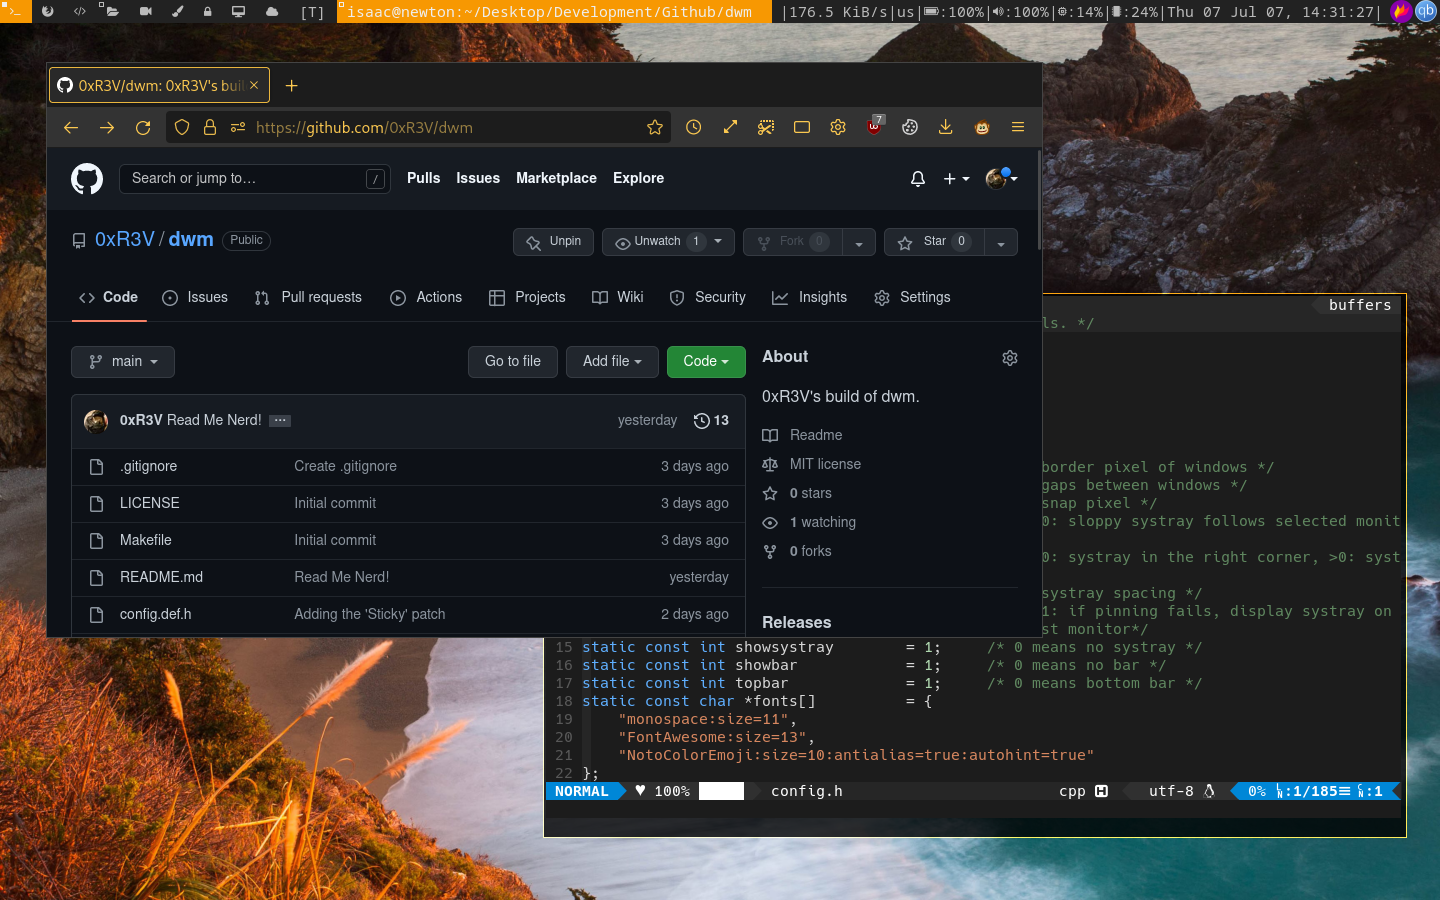 [T] isaac@newton:~/Desktop/Development/Github/dwm |176.5 KiB/s|us| :100%| :100%| :14%| :24%|Thu 07 Jul 07, 14:31:27| qb
0xR3V/dwm: 0xR3V's buil
https://github.com/0xR3V/dwm 7
Search or jump to… / Pulls Issues Marketplace Explore
0xR3V / dwm Public Unpin Unwatch 1 Fork 0 Star 0
Code Issues Pull requests Actions Projects Wiki Security Insights Settings
main Go to file Add file Code About
0xR3V's build of dwm.
0xR3V Read Me Nerd! ... yesterday 13
Readme
.gitignore Create .gitignore 3 days ago
MIT license
LICENSE Initial commit 3 days ago
0 stars
1 watching
Makefile Initial commit 3 days ago
0 forks
README.md Read Me Nerd! yesterday
config.def.h Adding the 'Sticky' patch 2 days ago
Releases
buffers
ls. */
border pixel of windows */
gaps between windows */
snap pixel */
0: sloppy systray follows selected monit
0: systray in the right corner, >0: syst
systray spacing */
1: if pinning fails, display systray on
st monitor*/
15 static const int showsystray = 1; /* 0 means no systray */
16 static const int showbar = 1; /* 0 means no bar */
17 static const int topbar = 1; /* 0 means bottom bar */
18 static const char *fonts[] = {
19 "monospace:size=11",
20 "FontAwesome:size=13",
21 "NotoColorEmoji:size=10:antialias=true:autohint=true"
22 };
NORMAL ♥ 100% config.h cpp utf-8 0% :1/185☰ :1